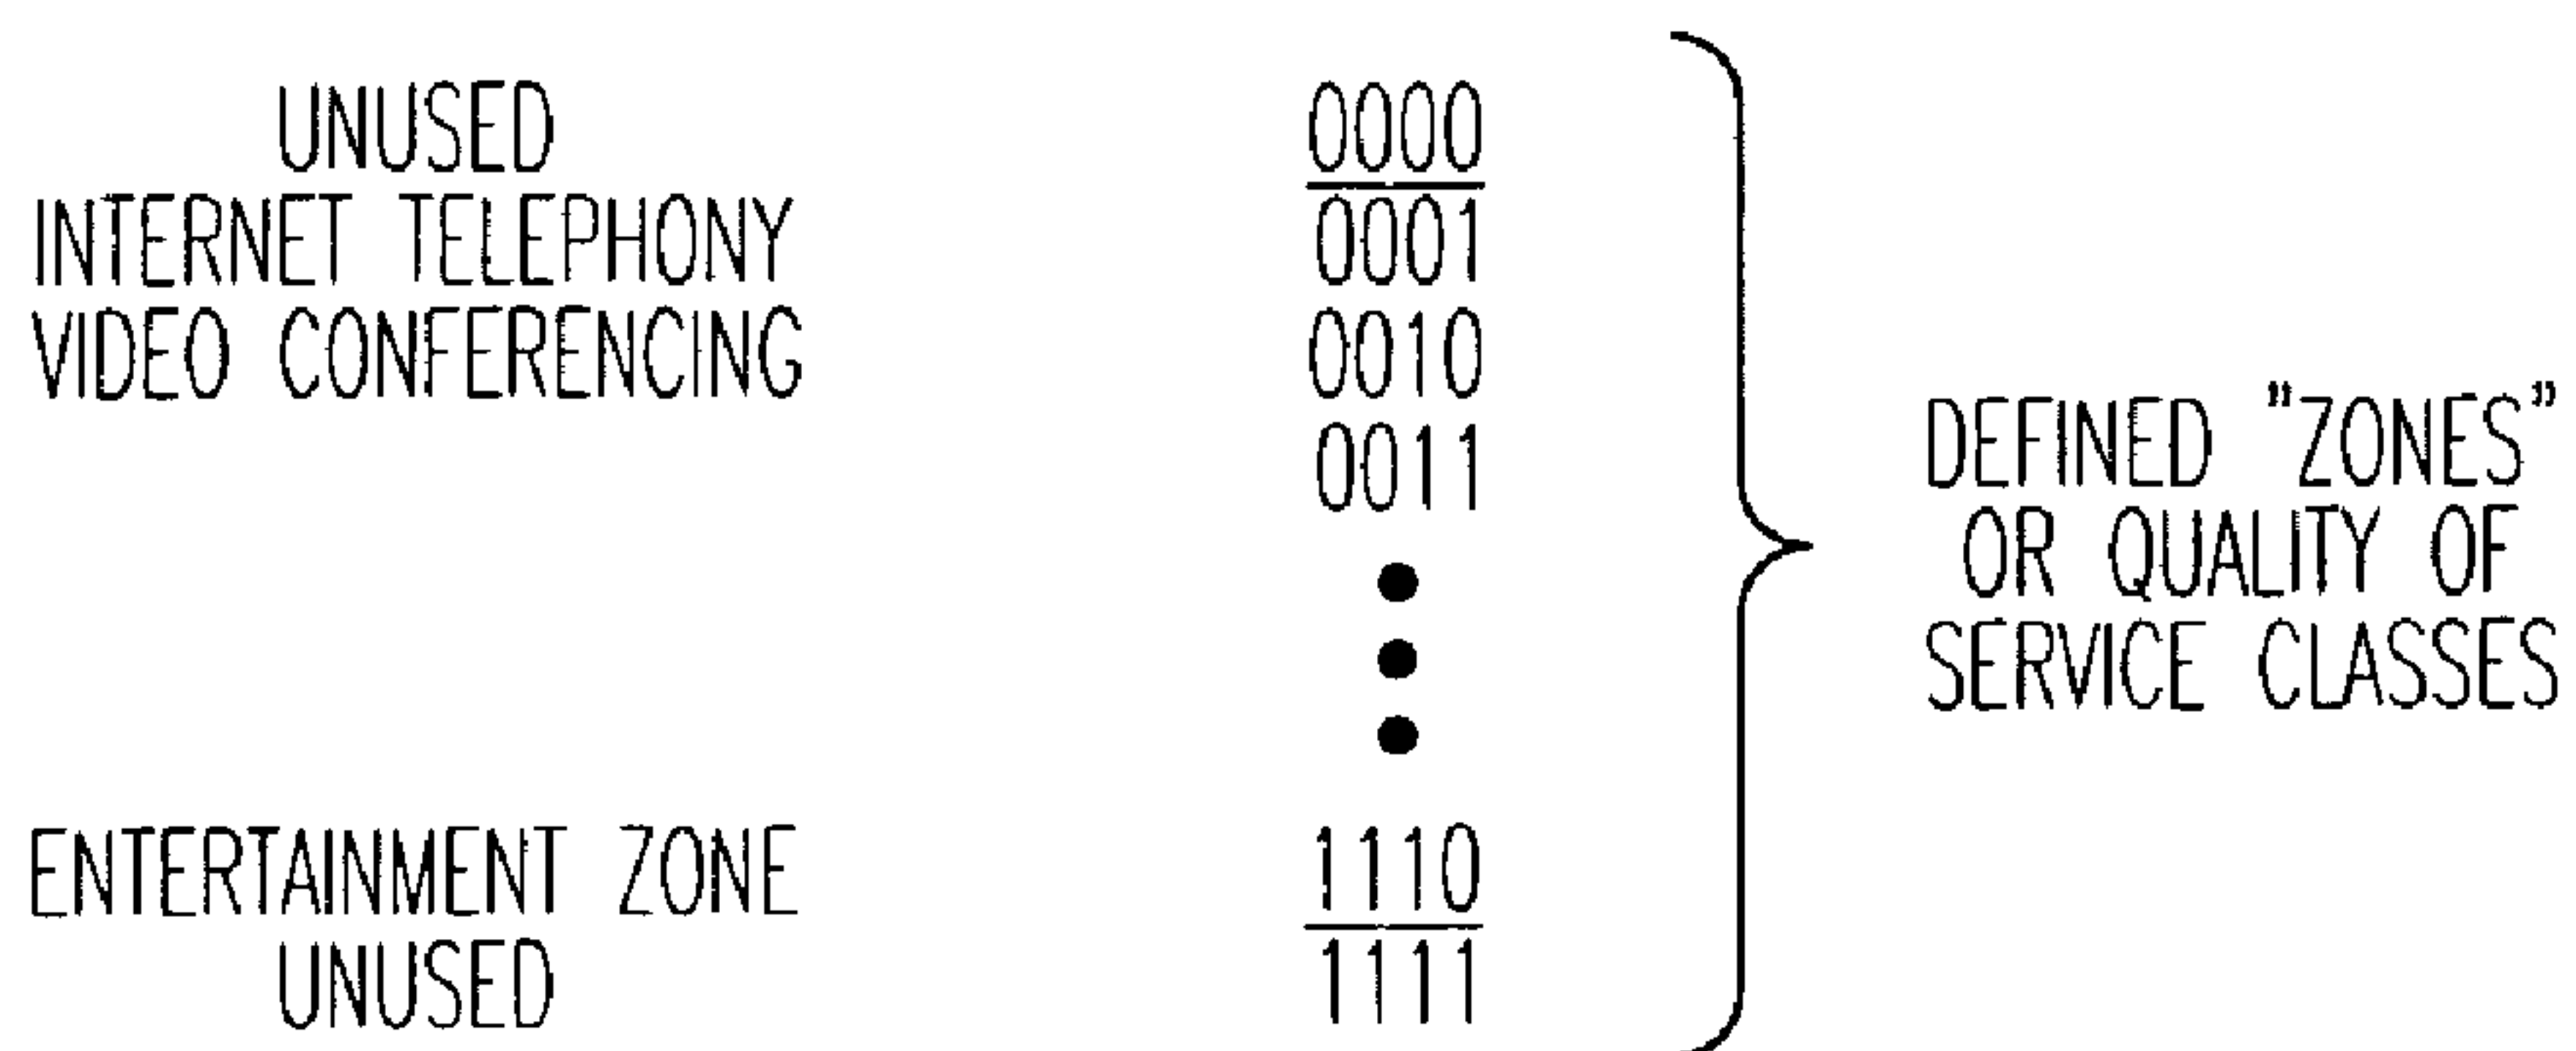 UNUSED 0000
INTERNET TELEPHONY 0001
VIDEO CONFERENCING 0010
0011
ENTERTAINMENT ZONE 1110
UNUSED 1111
DEFINED "ZONES"
OR QUALITY OF
SERVICE CLASSES